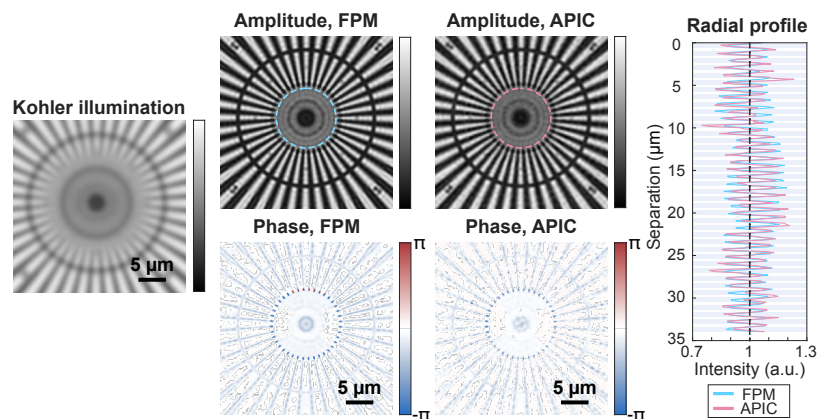 Kohler illumination
5 µm
Amplitude, FPM
Amplitude, APIC
Phase, FPM
π
-π
5 µm
Phase, APIC
π
-π
5 µm
Radial profile
Separation (µm)
0
5
10
15
20
25
30
35
0.7
1
1.3
Intensity (a.u.)
FPM
APIC